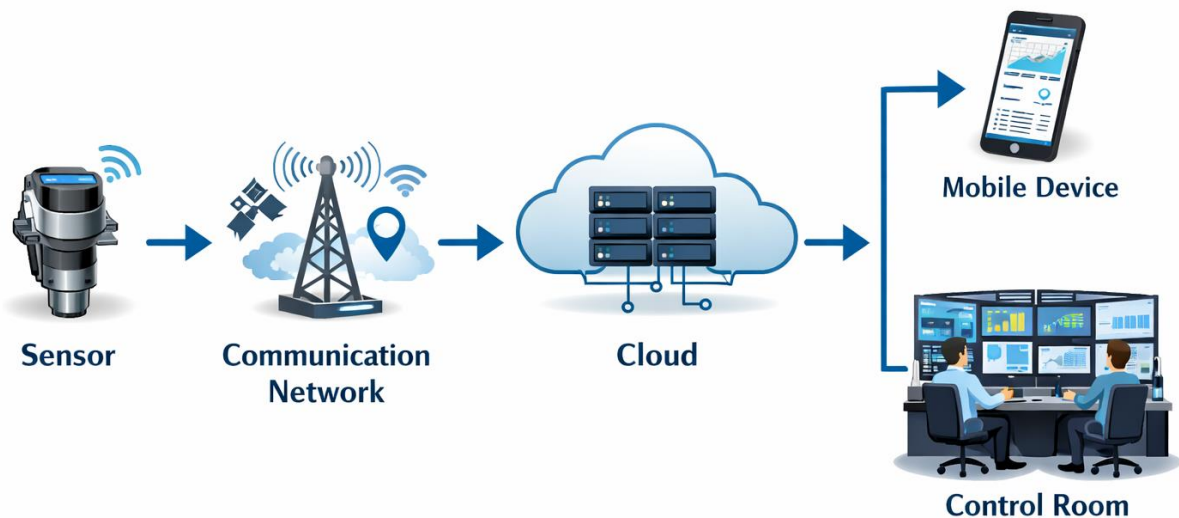 Sensor
Communication
Network
Cloud
Mobile Device
Control Room